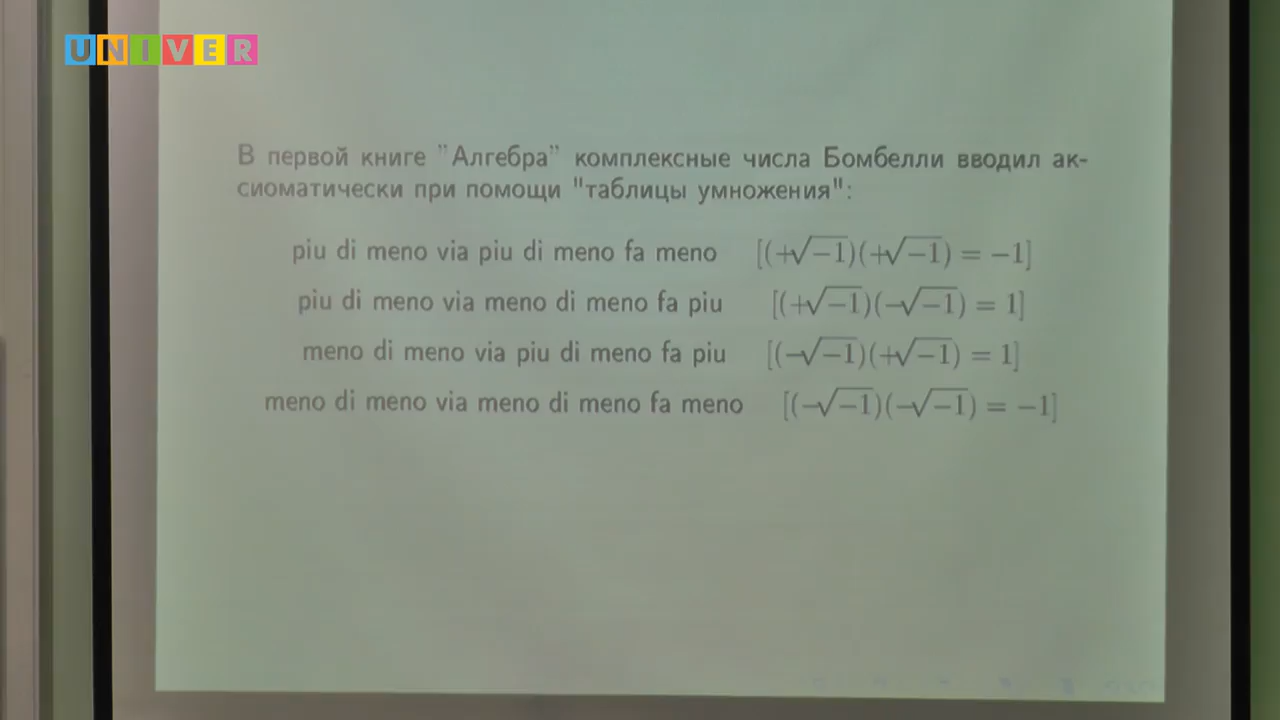 UNIVER
В первой книге "Алгебра" комплексные числа Бомбелли вводил ак-
сиоматически при помощи "таблицы умножения":
piu di meno via piu di meno fa meno [(+√−1)(+√−1) = −1]
piu di meno via meno di meno fa piu [(+√−1)(−√−1) = 1]
meno di meno via piu di meno fa piu [(−√−1)(+√−1) = 1]
meno di meno via meno di meno fa meno [(−√−1)(−√−1) = −1]